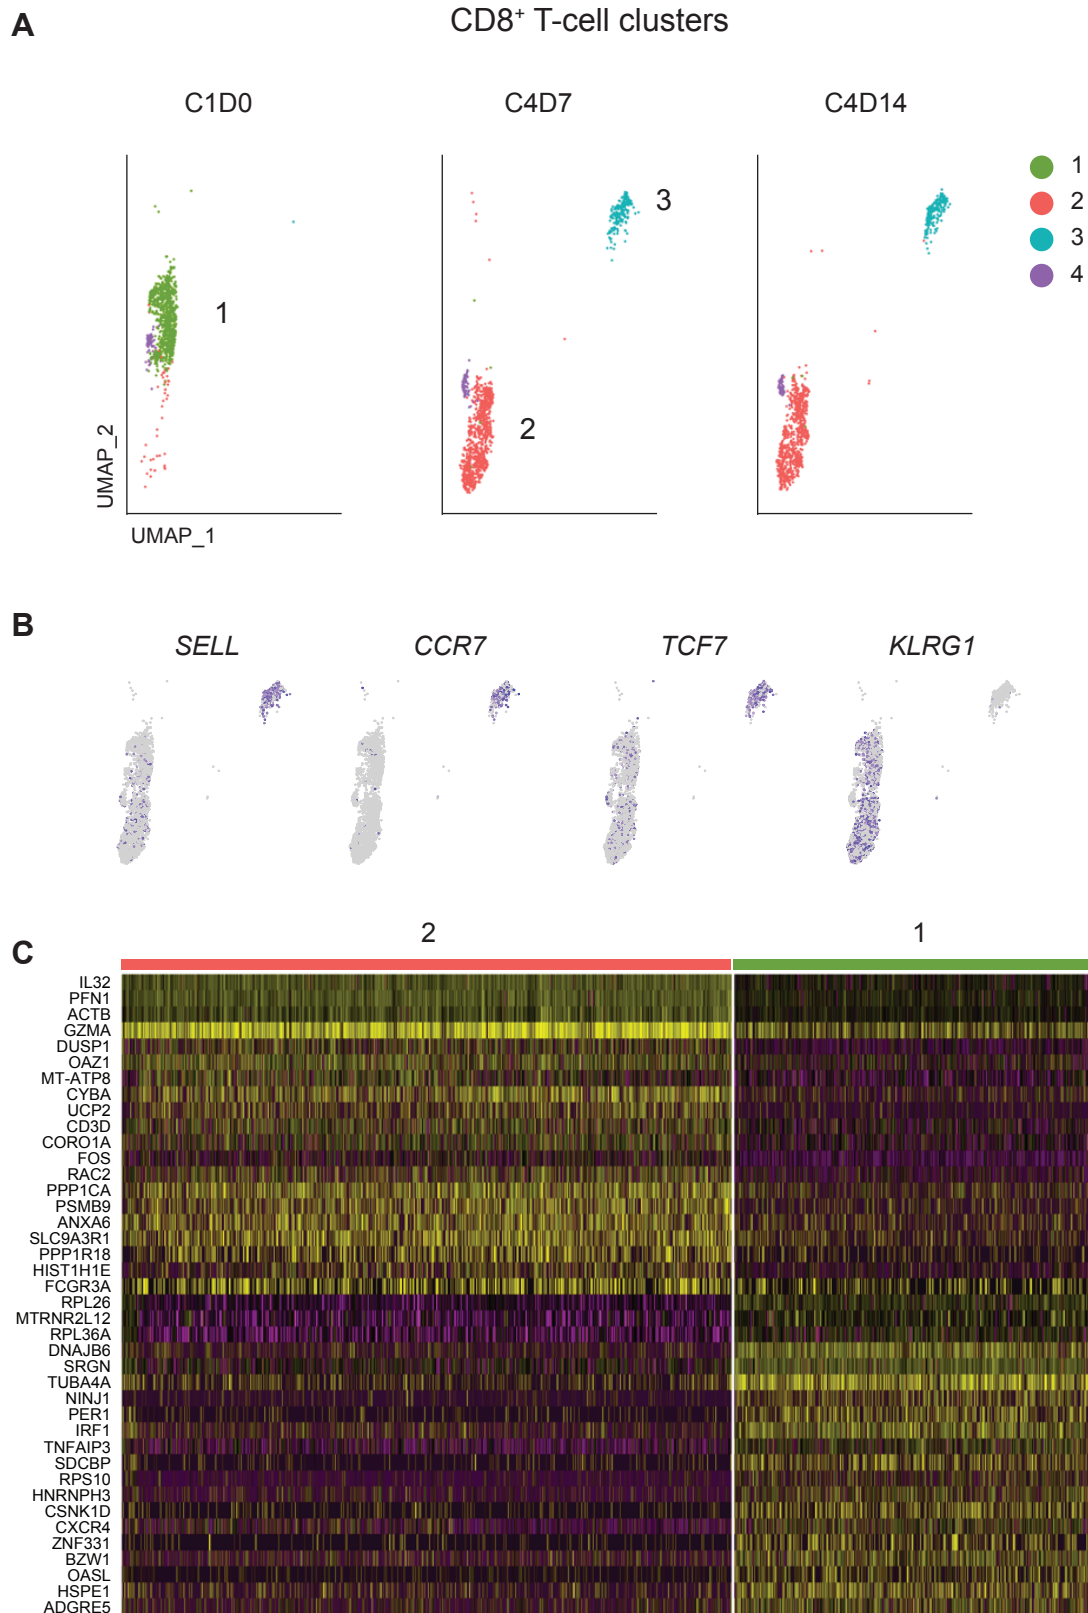 A
CD8⁺ T-cell clusters
C1D0
C4D7
C4D14
1
2
3
4
1
3
2
UMAP_2
UMAP_1
B
SELL
CCR7
TCF7
KLRG1
C
2
1
IL32
PFN1
ACTB
GZMA
DUSP1
OAZ1
MT-ATP8
CYBA
UCP2
CD3D
CORO1A
FOS
RAC2
PPP1CA
PSMB9
ANXA6
SLC9A3R1
PPP1R18
HIST1H1E
FCGR3A
RPL26
MTRNR2L12
RPL36A
DNAJB6
SRGN
TUBA4A
NINJ1
PER1
IRF1
TNFAIP3
SDCBP
RPS10
HNRNPH3
CSNK1D
CXCR4
ZNF331
BZW1
OASL
HSPE1
ADGRE5